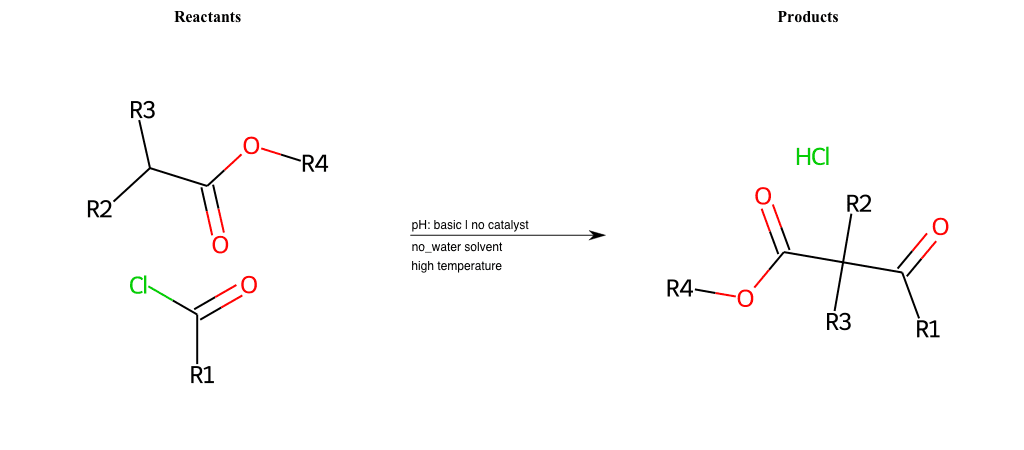 Reactants
Products
R3
O
R4
R2
O
Cl
O
R1
pH: basic | no catalyst
no_water solvent
high temperature
HCl
O
R2
O
R4
O
R3
R1